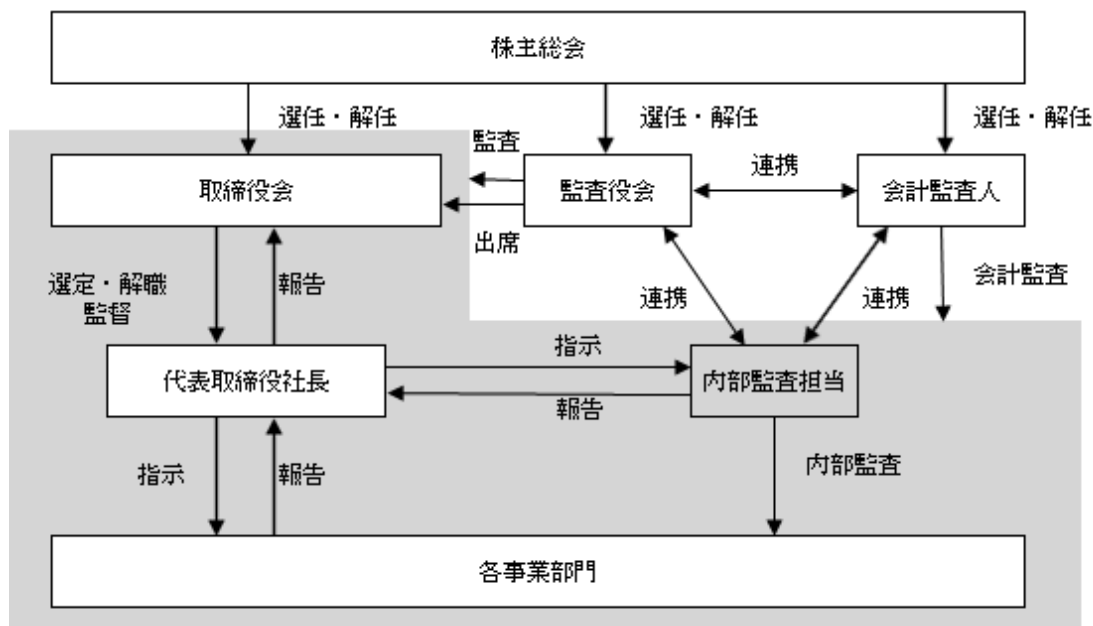 株主総会
選任・解任
選任・解任
選任・解任
監査
取締役会
監査役会
連携
会計監査人
出席
選定・解職
監督
報告
連携
連携
会計監査
指示
代表取締役社長
内部監査担当
報告
指示
報告
内部監査
各事業部門